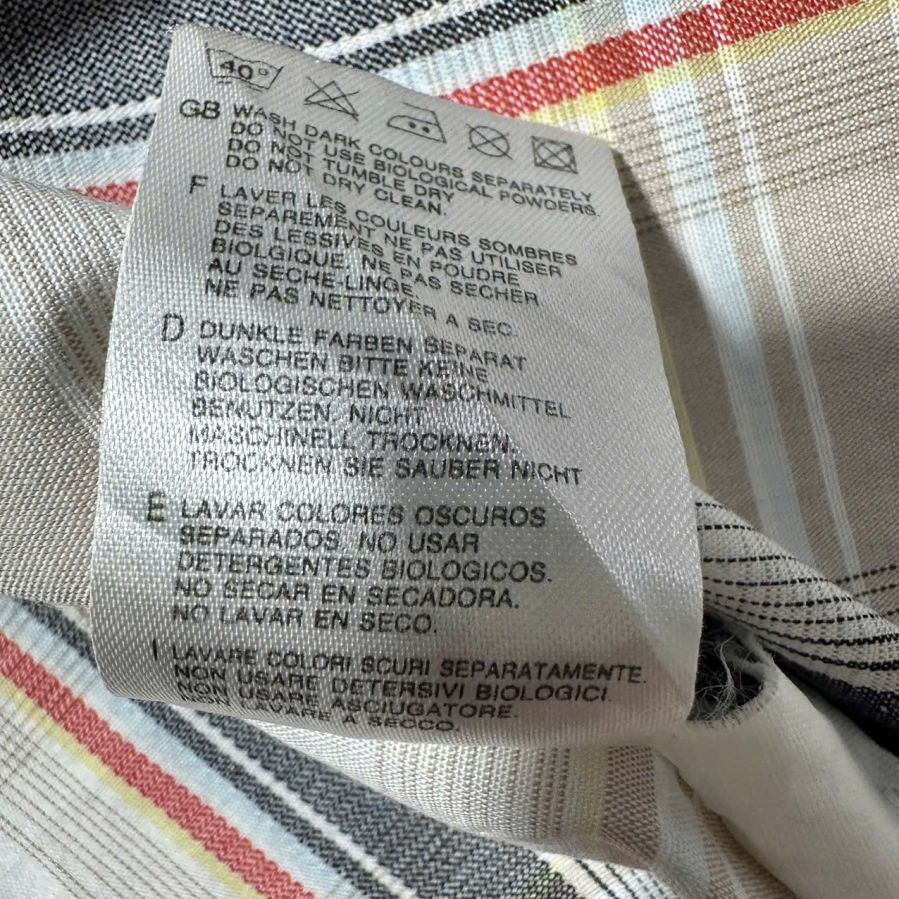 40°
GB WASH DARK COLOURS SEPARATELY
DO NOT USE BIOLOGICAL POWDERS.
DO NOT TUMBLE DRY
DO NOT DRY CLEAN.
F LAVER LES COULEURS SOMBRES
SEPAREMENT NE PAS UTILISER
DES LESSIVES EN POUDRE
BIOLGIQUE. NE PAS SECHER
AU SECHE-LINGE.
NE PAS NETTOYER A SEC.
D DUNKLE FARBEN SEPARAT
WASCHEN BITTE KEINE
BIOLOGISCHEN WASCHMITTEL
BENUTZEN. NICHT
MASCHINELL TROCKNEN.
TROCKNEN SIE SAUBER NICHT
E LAVAR COLORES OSCUROS
SEPARADOS. NO USAR
DETERGENTES BIOLOGICOS.
NO SECAR EN SECADORA.
NO LAVAR EN SECO.
I LAVARE COLORI SCURI SEPARATAMENTE.
NON USARE DETERSIVI BIOLOGICI
NON USARE ASCIUGATORE.
NON LAVARE A SECCO.